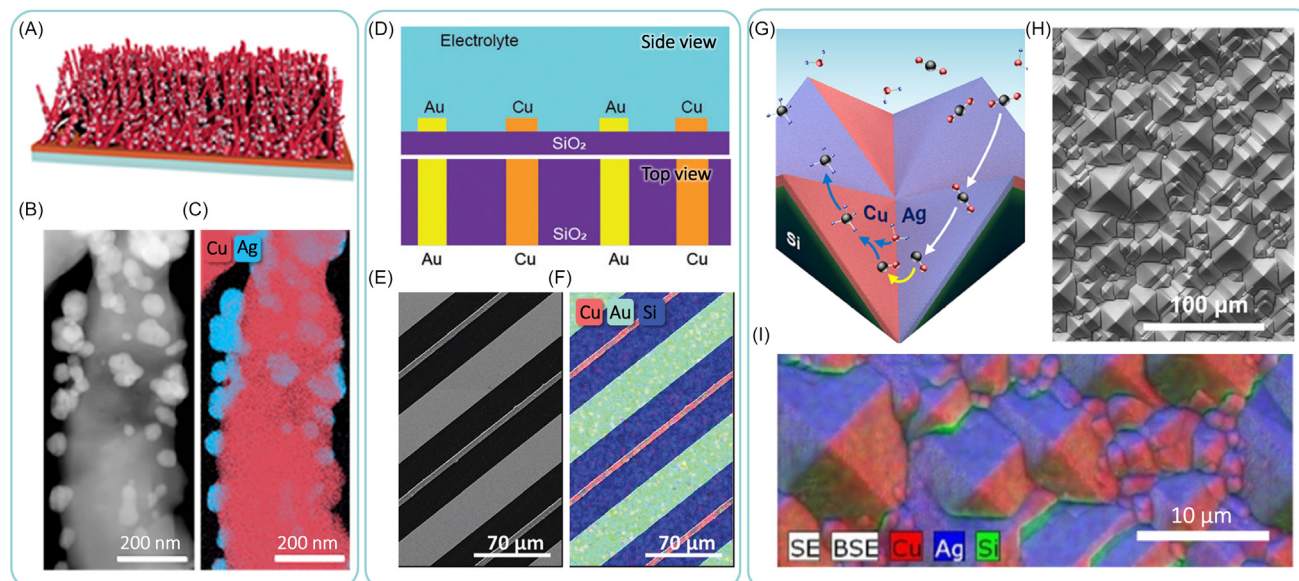 (A)
(B)
(C)
Cu Ag
200 nm
200 nm
(D)
Electrolyte
Side view
Au
Cu
Au
Cu
SiO₂
Top view
SiO₂
Au
Cu
Au
Cu
(E)
(F)
Cu Au Si
70 µm
70 µm
(G)
Cu Ag
Si
(H)
100 µm
(I)
SE BSE Cu Ag Si
10 µm